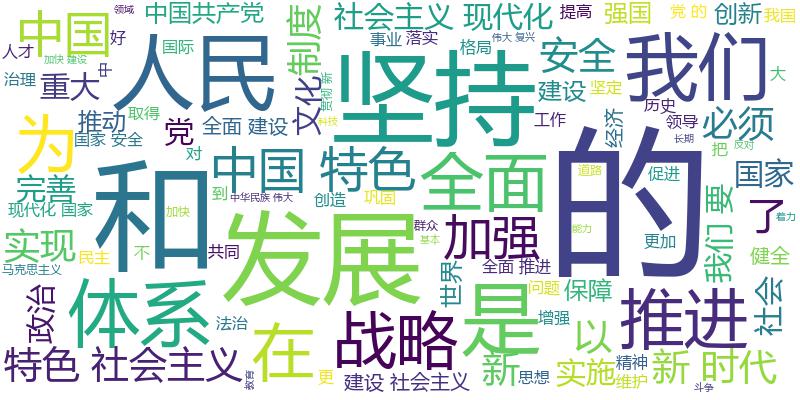 中国共产党
领域
社会主义 现代化
提高
强国
党 的
创新
我国
中国
好
国际
制度
事业
落实
伟大 复兴
格局
安全
我们
人才
加快 建设
人民
坚持
治理
中
重大
新
贯彻
文化
建设
坚定
大
历史
取得
推动
党
全面 建设
工作
经济
领导
必须
为
国家 安全
长期
把
反对
的
和
对
中国 特色
全面
道路
促进
国家
完善
到
中华民族 伟大
创造
巩固
现代化 国家
加快
发展
群众
基本
加强
能力
了
着力
我们 要
实现
民主
不
共同
更加
健全
马克思主义
世界
全面 推进
问题
保障
社会
体系
政治
法治
战略
是
增强
以
推进
在
特色 社会主义
教育
更
建设 社会主义
新
思想
实施
精神
维护
新 时代
斗争
科技